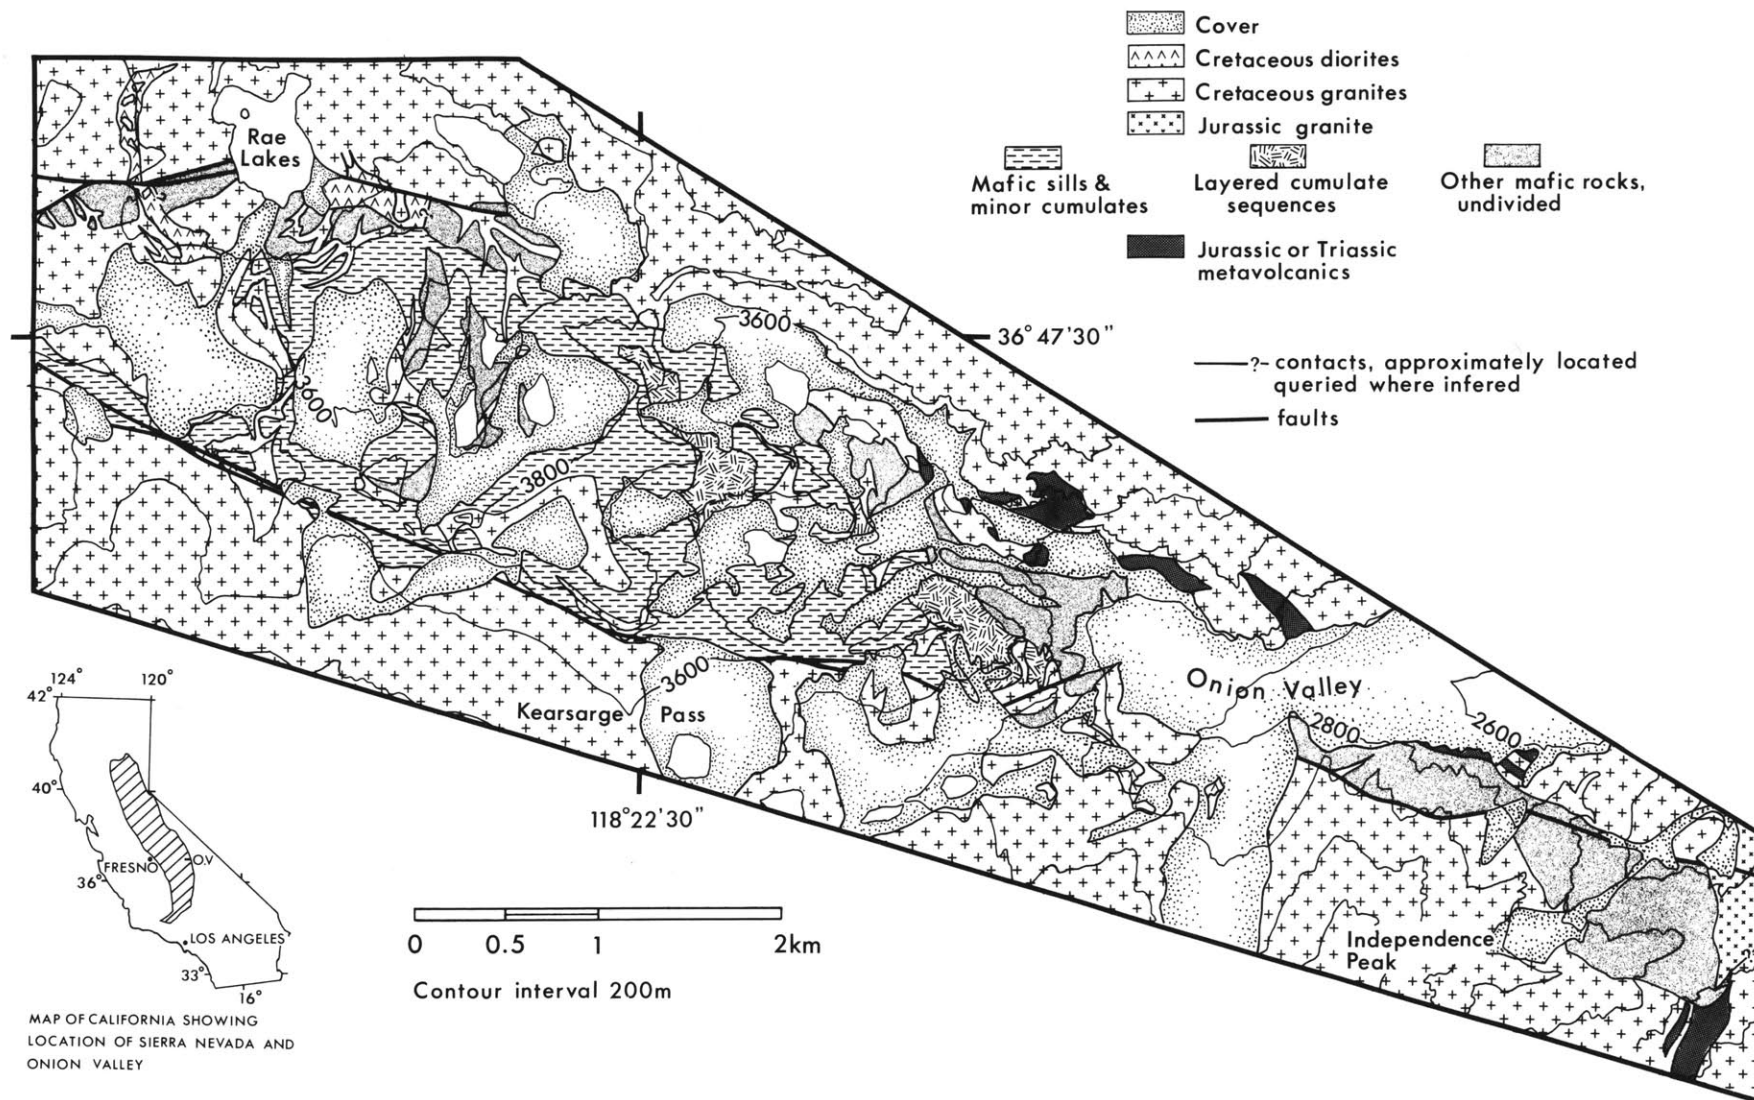 Cover
Cretaceous diorites
Cretaceous granites
Jurassic granite
Mafic sills &
minor cumulates
Layered cumulate
sequences
Other mafic rocks,
undivided
Jurassic or Triassic
metavolcanics
-?- contacts, approximately located
queried where infered
faults
Rae
Lakes
36° 47'30"
3600
3600
3800
3600
Kearsarge Pass
Onion Valley
2800
2600
118°22'30"
Independence
Peak
124° 120°
42°
40°
FRESNO
O.V
36°
LOS ANGELES
33°
16°
0 0.5 1 2km
Contour interval 200m
MAP OF CALIFORNIA SHOWING
LOCATION OF SIERRA NEVADA AND
ONION VALLEY